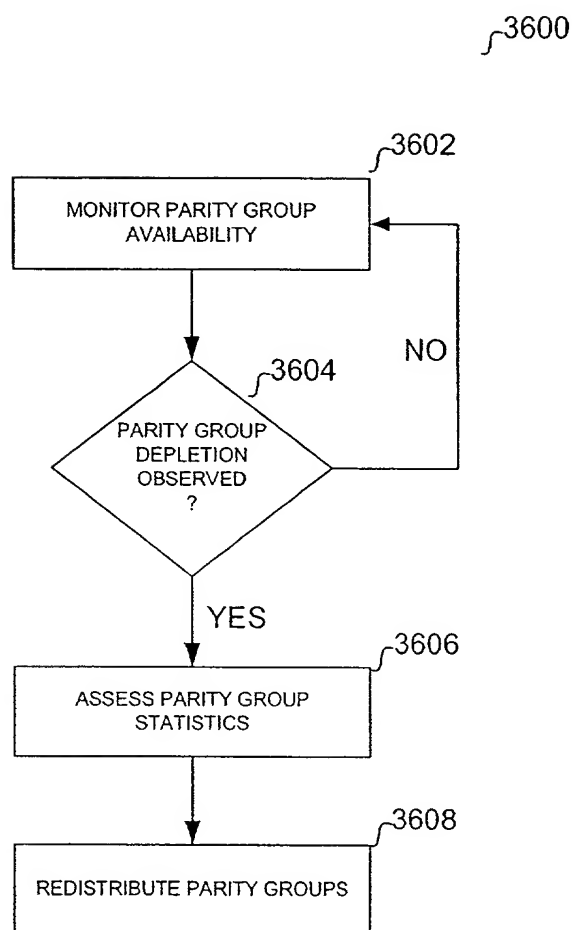 3600
3602
MONITOR PARITY GROUP
AVAILABILITY
NO
3604
PARITY GROUP
DEPLETION
OBSERVED
?
YES
3606
ASSESS PARITY GROUP
STATISTICS
3608
REDISTRIBUTE PARITY GROUPS